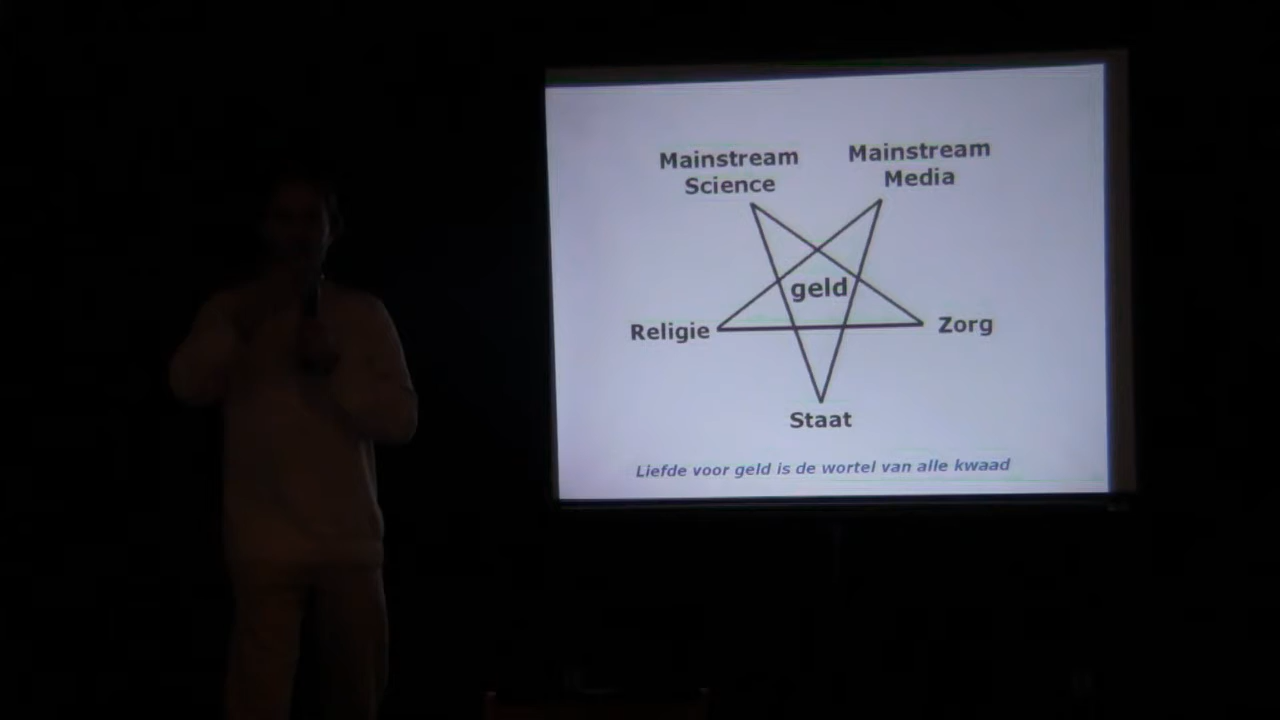 Mainstream
Science
Mainstream
Media
geld
Religie
Zorg
Staat
Liefde voor geld is de wortel van alle kwaad